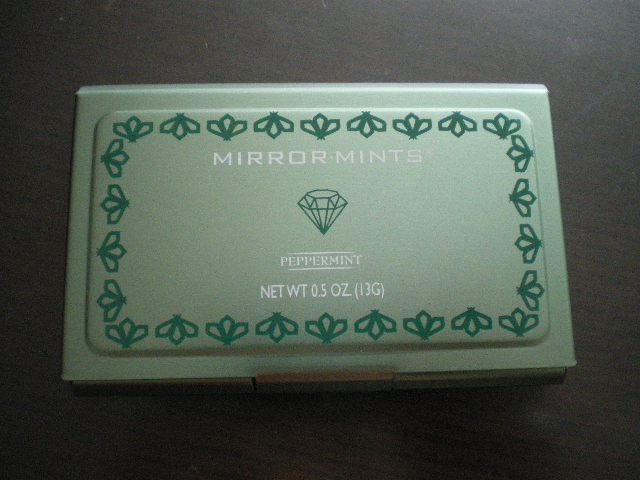 MIRROR·MINTS
PEPPERMINT
NET WT 0.5 OZ. (13G)